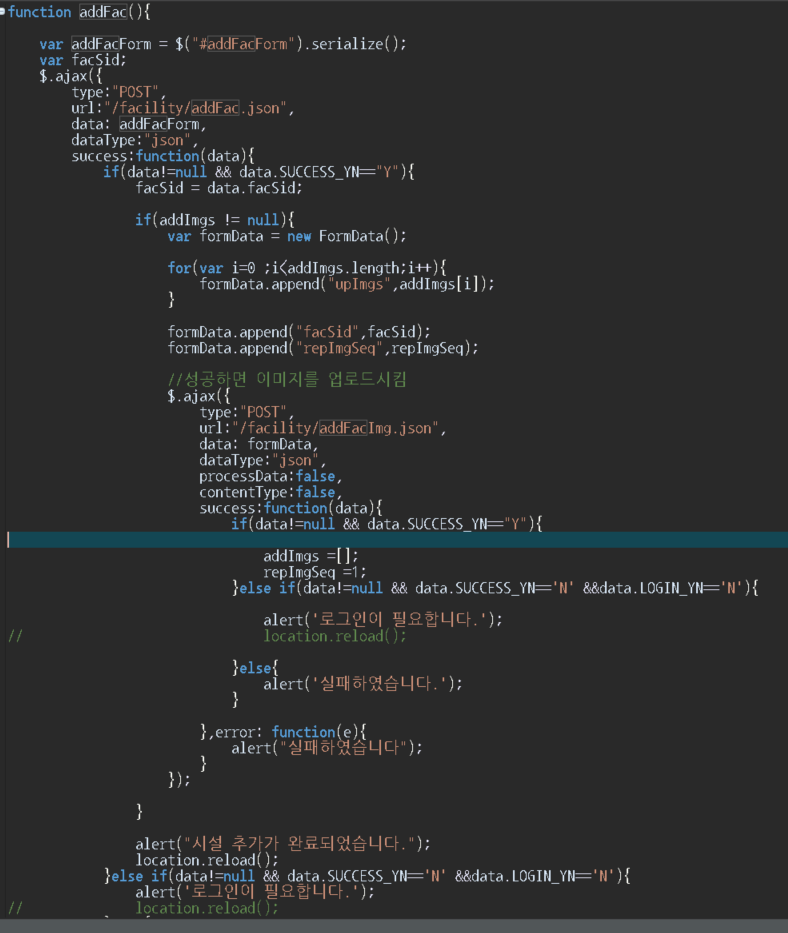 function addFac(){
var addFacForm = $("#addFacForm").serialize();
var facSid;
$.ajax({
type:"POST",
url:"/facility/addFac.json",
data: addFacForm,
dataType:"json",
success:function(data){
if(data!=null && data.SUCCESS_YN=="Y"){
facSid = data.facSid;
if(addImgs != null){
var formData = new FormData();
for(var i=0 ;i<addImgs.length;i++){
formData.append("upImgs",addImgs[i]);
}
formData.append("facSid",facSid);
formData.append("repImgSeq",repImgSeq);
//성공하면 이미지를 업로드시킴
$.ajax({
type:"POST",
url:"/facility/addFacImg.json",
data: formData,
dataType:"json",
processData:false,
contentType:false,
success:function(data){
if(data!=null && data.SUCCESS_YN=="Y"){
addImgs =[];
repImgSeq =1;
}else if(data!=null && data.SUCCESS_YN=='N' &&data.LOGIN_YN=='N'){
alert('로그인이 필요합니다.');
// location.reload();
}else{
alert('실패하였습니다.');
}
},error: function(e){
alert("실패하였습니다");
}
});
}
alert("시설 추가가 완료되었습니다.");
location.reload();
}else if(data!=null && data.SUCCESS_YN=='N' &&data.LOGIN_YN=='N'){
alert('로그인이 필요합니다.');
// location.reload();